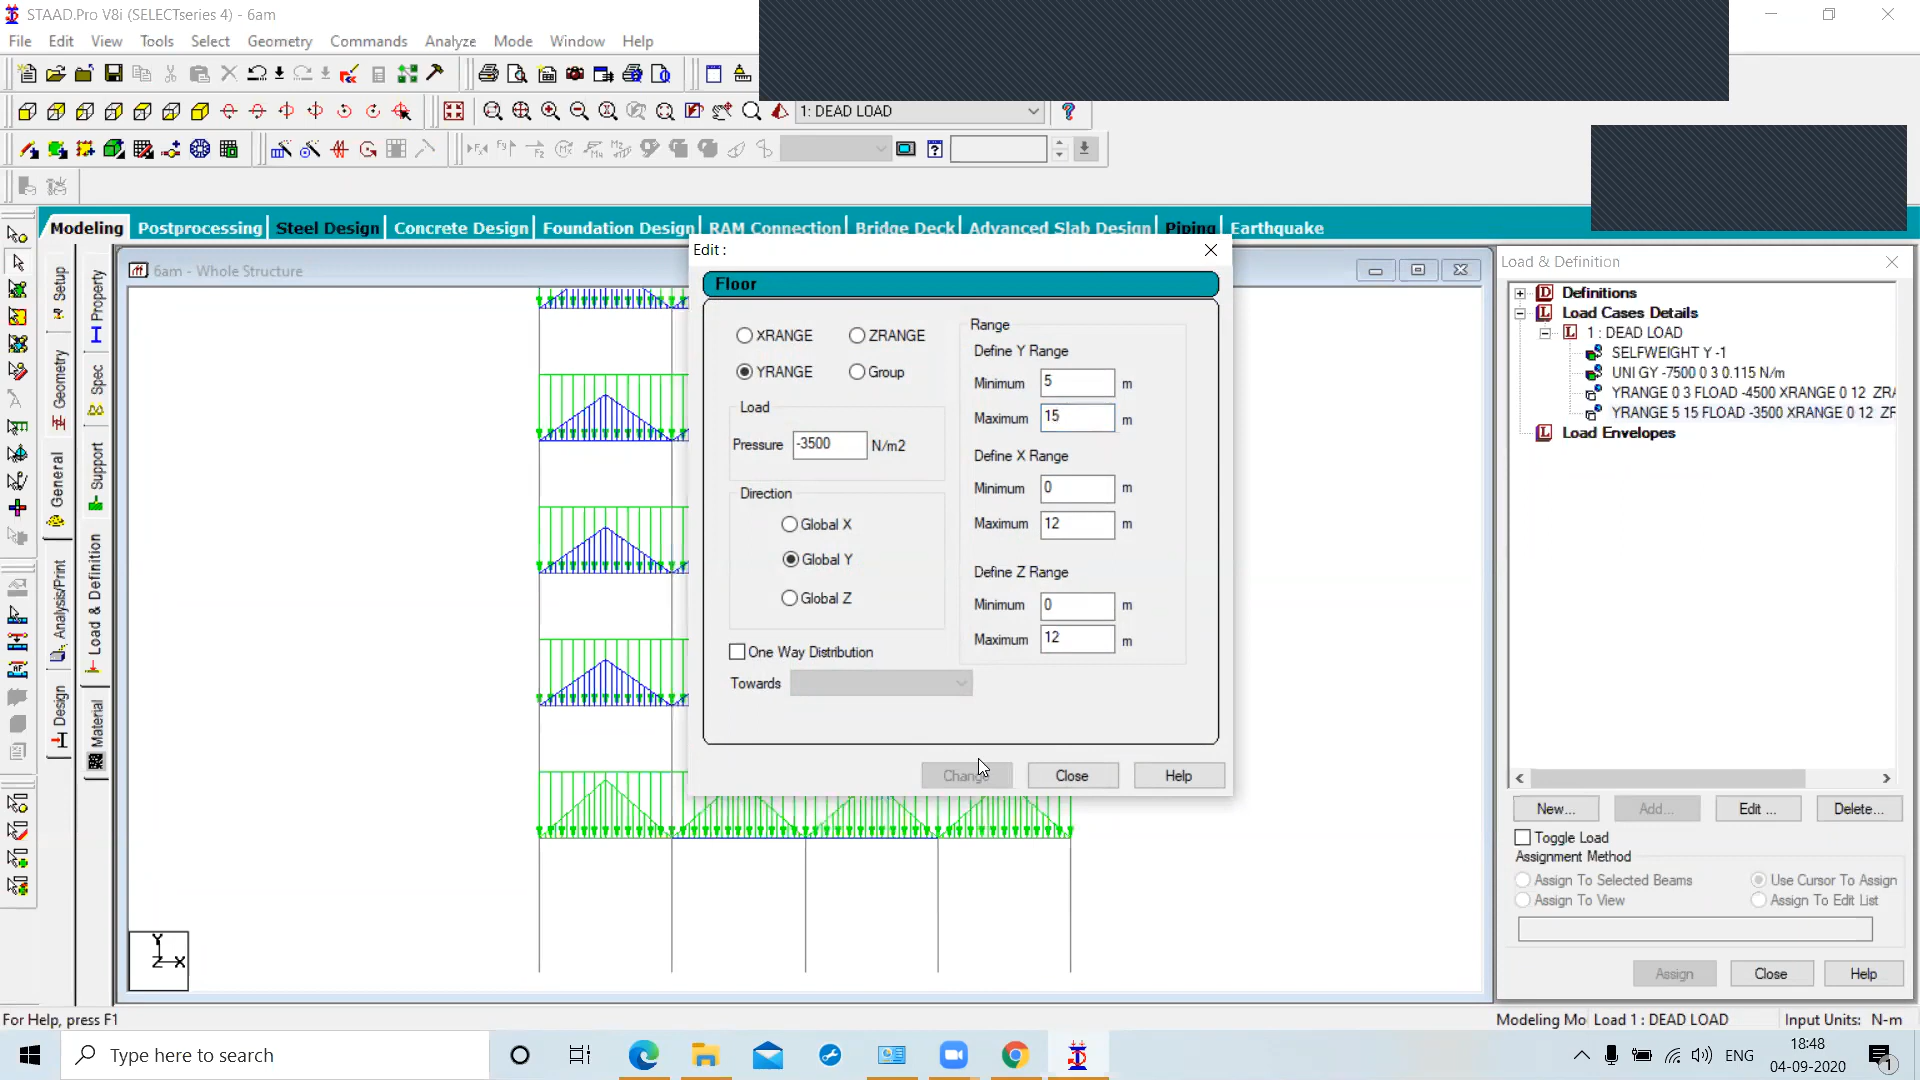 STAAD.Pro V8i (SELECTseries 4) - 6am
File Edit View Tools Select Geometry Commands Analyze Mode Window Help
1: DEAD LOAD
Modeling Postprocessing Steel Design Concrete Design Foundation Design RAM Connection Bridge Deck Advanced Slab Design Piping Earthquake
6am - Whole Structure
Setup
Geometry
General
Analysis/Print
Design
Property
Spec
Support
Load & Definition
Material
Edit :
Floor
XRANGE ZRANGE
YRANGE Group
Load
Pressure -3500 N/m2
Direction
Global X
Global Y
Global Z
One Way Distribution
Towards
Range
Define Y Range
Minimum 5 m
Maximum 15 m
Define X Range
Minimum 0 m
Maximum 12 m
Define Z Range
Minimum 0 m
Maximum 12 m
Change Close Help
Load & Definition
Definitions
Load Cases Details
1 : DEAD LOAD
SELFWEIGHT Y -1
UNI GY -7500 0 3 0.115 N/m
YRANGE 0 3 FLOAD -4500 XRANGE 0 12 ZRA
YRANGE 5 15 FLOAD -3500 XRANGE 0 12 ZF
Load Envelopes
New... Add... Edit ... Delete...
Toggle Load
Assignment Method
Assign To Selected Beams Use Cursor To Assign
Assign To View Assign To Edit List
Assign Close Help
Y
Z X
For Help, press F1 Modeling Mo Load 1 : DEAD LOAD Input Units: N-m
Type here to search
ENG
18:48
04-09-2020
1